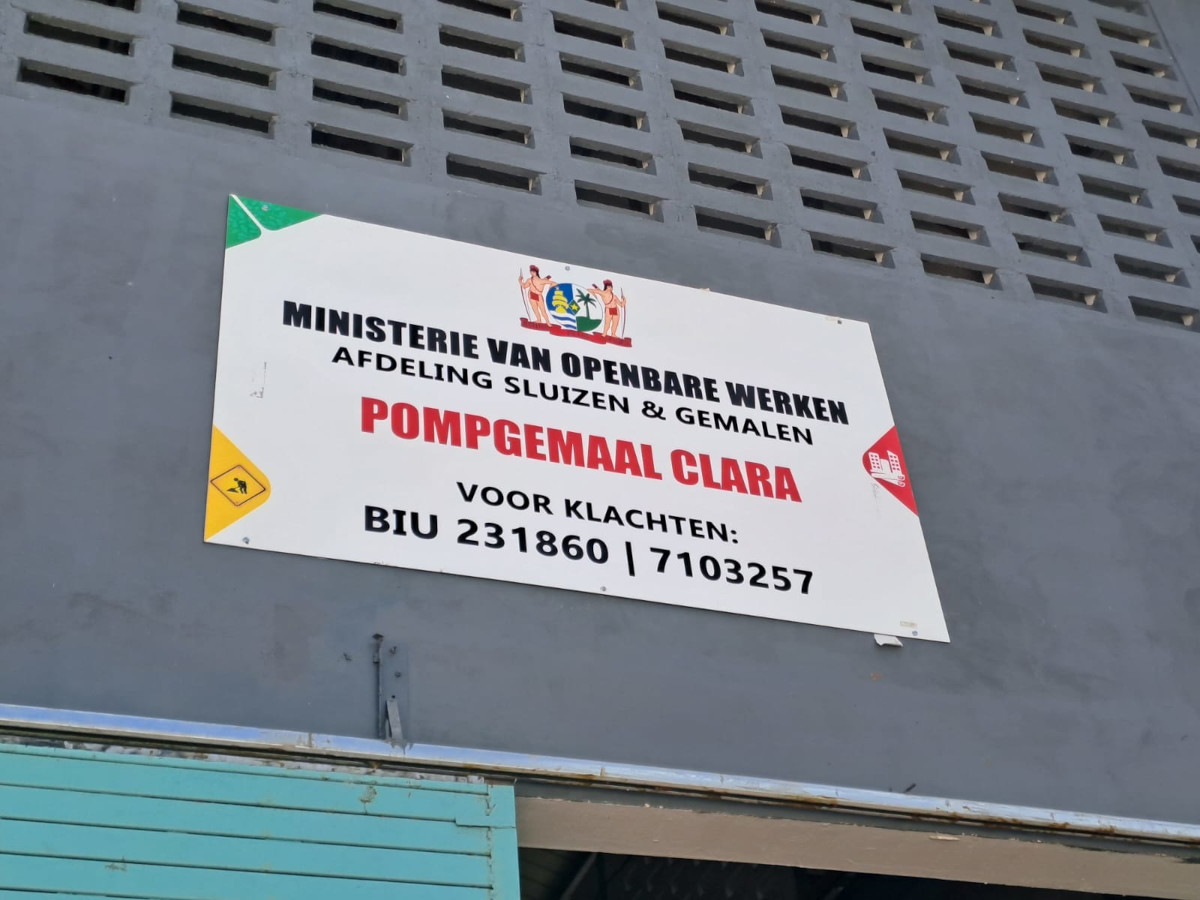 MINISTERIE VAN OPENBARE WERKEN
AFDELING SLUIZEN & GEMALEN
POMPGEMAAL CLARA
VOOR KLACHTEN:
BIU 231860 | 7103257